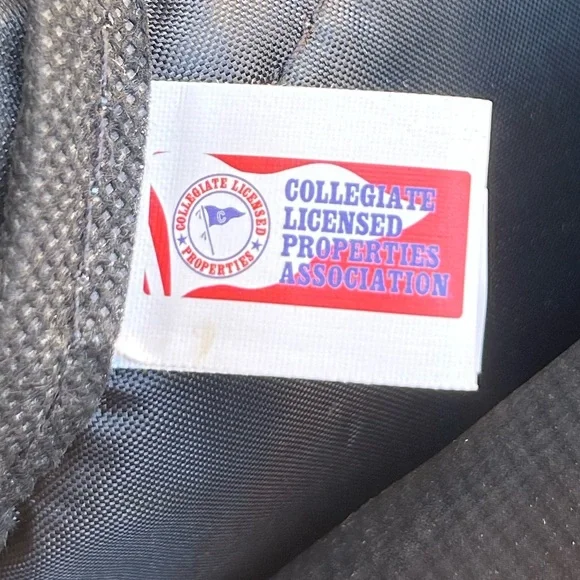 COLLEGIATE LICENSED
PROPERTIES
C
COLLEGIATE
LICENSED
PROPERTIES
ASSOCIATION